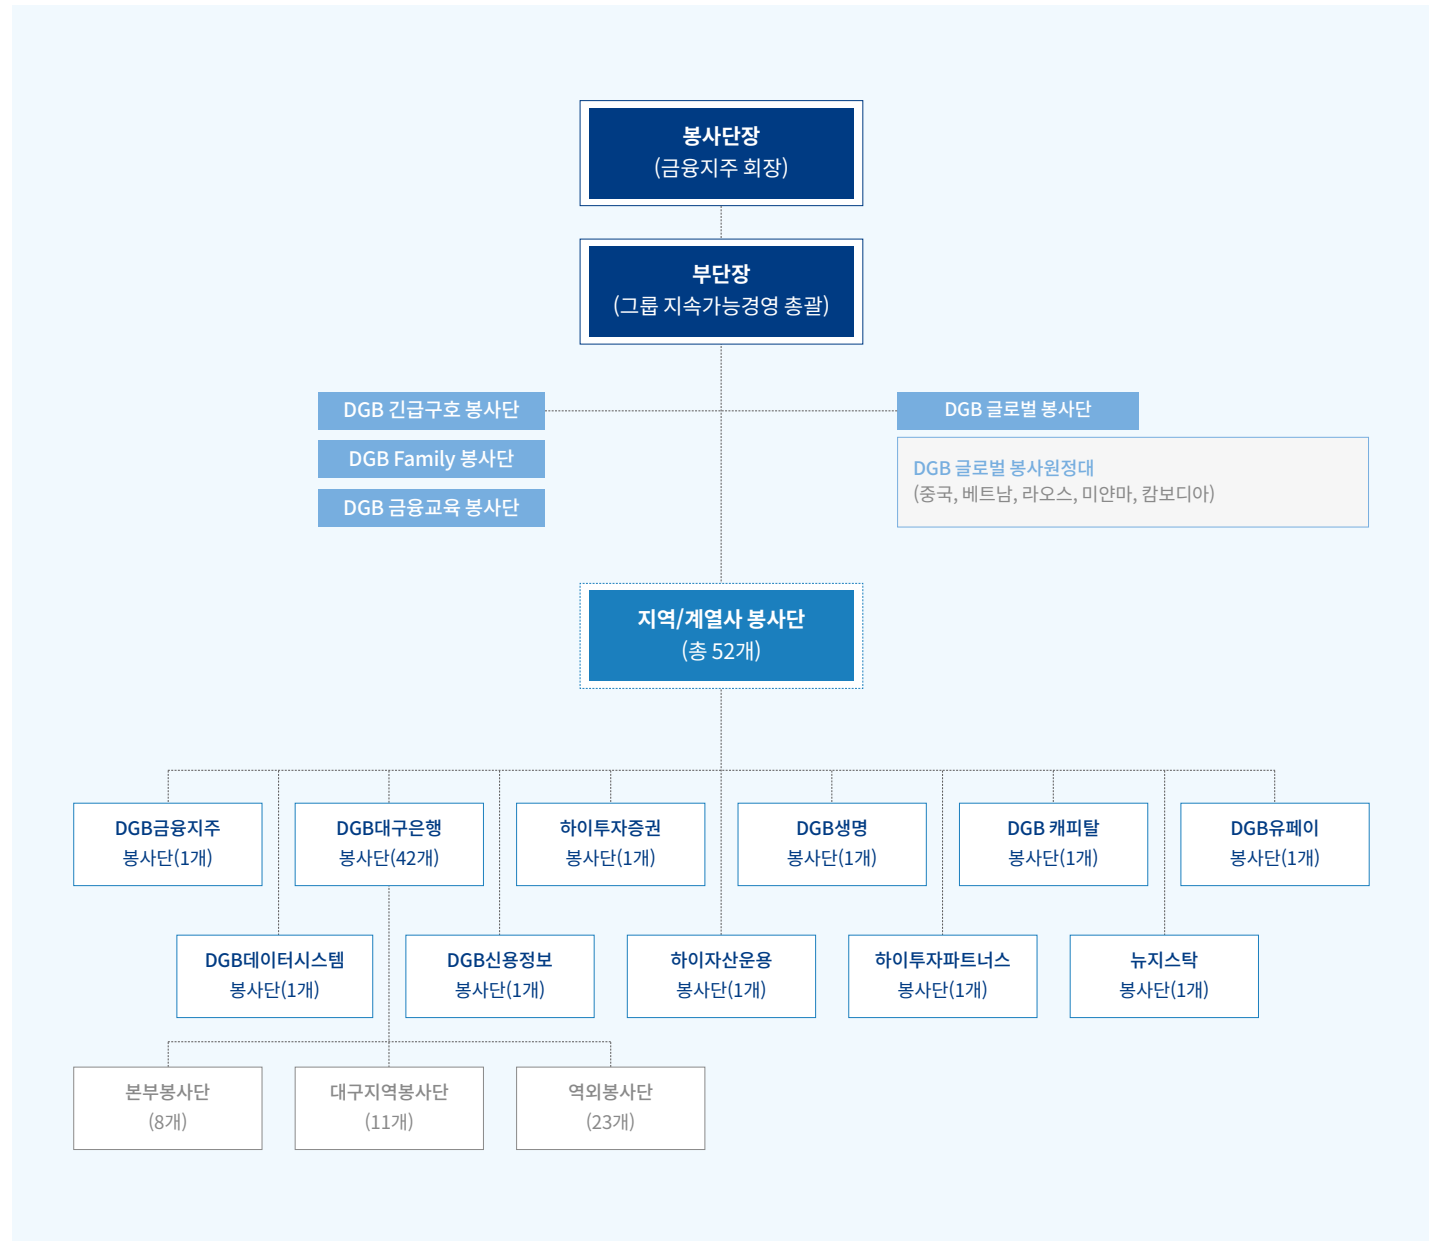 봉사단장
(금융지주 회장)
부단장
(그룹 지속가능경영 총괄)
DGB 긴급구호 봉사단
DGB Family 봉사단
DGB 금융교육 봉사단
DGB 글로벌 봉사단
DGB 글로벌 봉사원정대
(중국, 베트남, 라오스, 미얀마, 캄보디아)
지역/계열사 봉사단
(총 52개)
DGB금융지주
봉사단(1개)
DGB대구은행
봉사단(42개)
하이투자증권
봉사단(1개)
DGB생명
봉사단(1개)
DGB 캐피탈
봉사단(1개)
DGB유페이
봉사단(1개)
DGB데이터시스템
봉사단(1개)
DGB신용정보
봉사단(1개)
하이자산운용
봉사단(1개)
하이투자파트너스
봉사단(1개)
뉴지스탁
봉사단(1개)
본부봉사단
(8개)
대구지역봉사단
(11개)
역외봉사단
(23개)